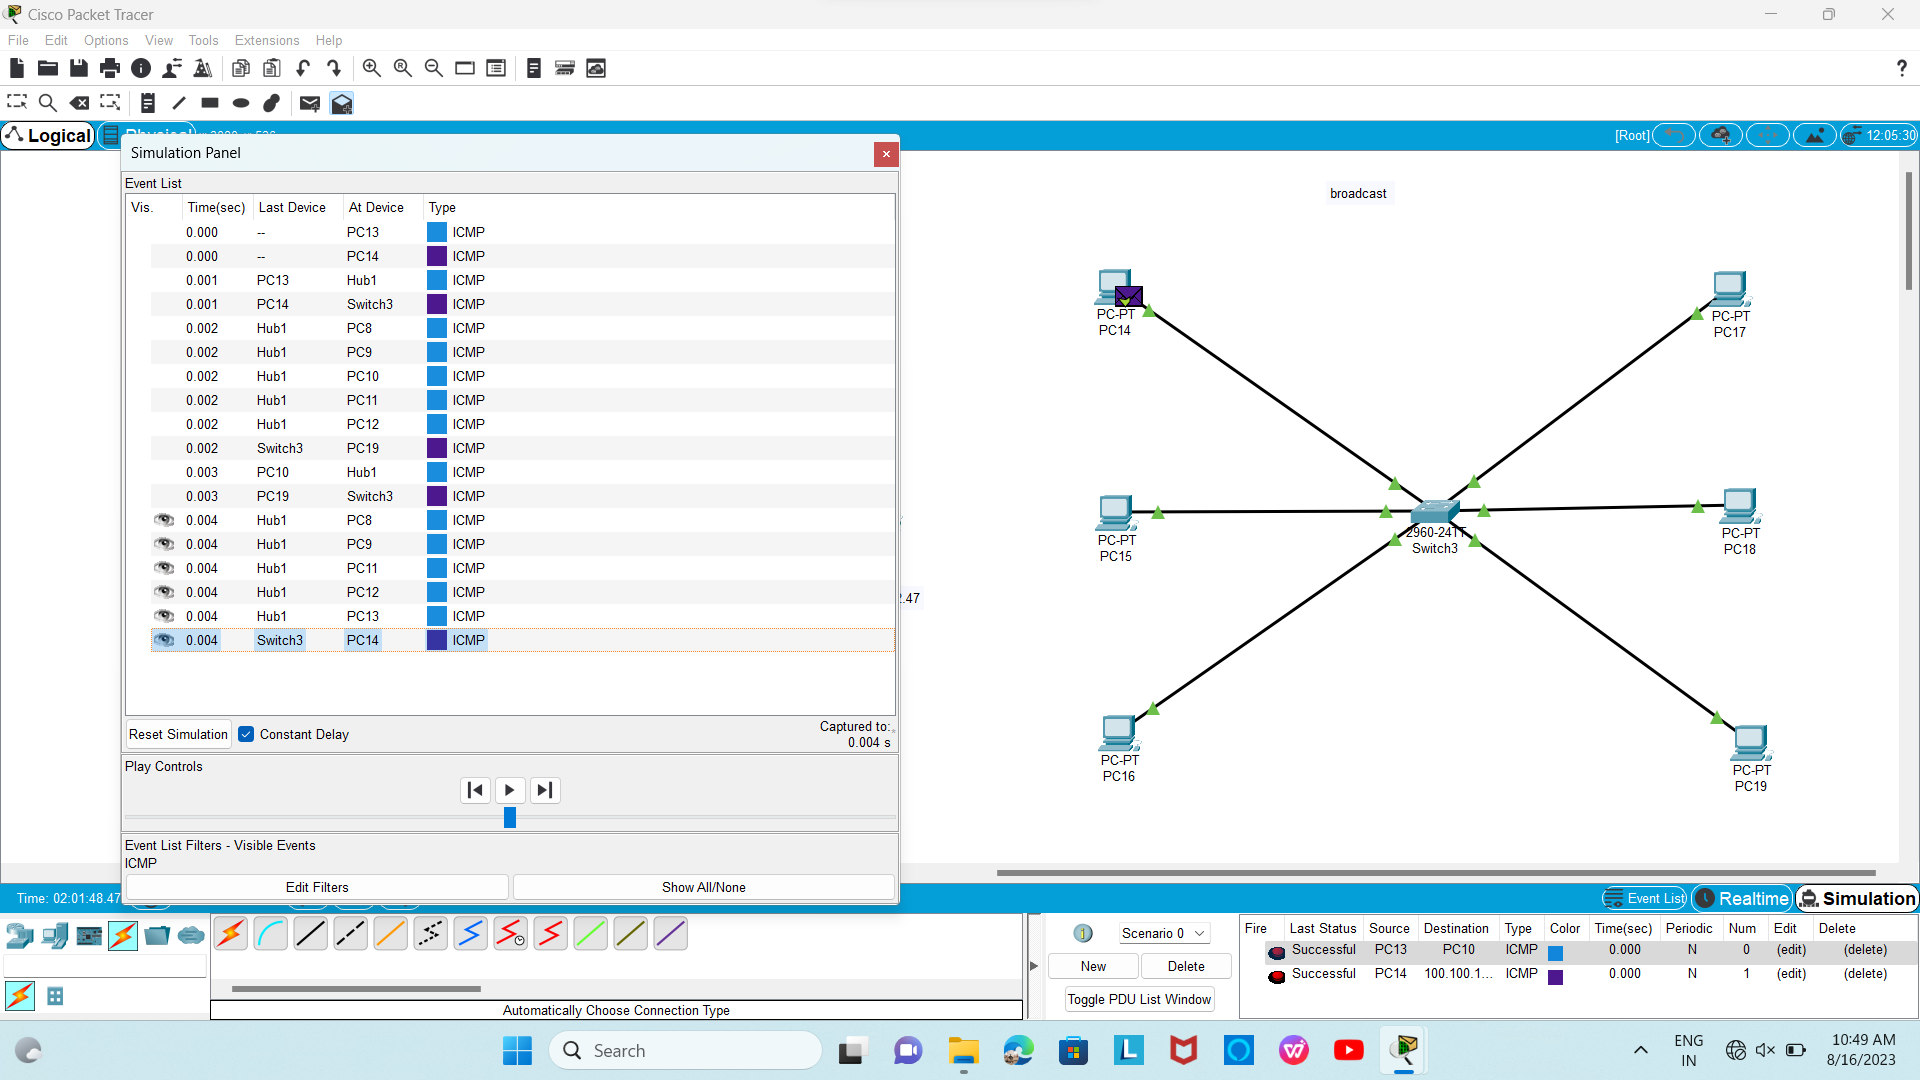 Cisco Packet Tracer
File Edit Options View Tools Extensions Help
?
Logical
[Root] 12:05:30
Simulation Panel
Event List
Vis. Time(sec) Last Device At Device Type
0.000 -- PC13 ICMP
0.000 -- PC14 ICMP
0.001 PC13 Hub1 ICMP
0.001 PC14 Switch3 ICMP
0.002 Hub1 PC8 ICMP
0.002 Hub1 PC9 ICMP
0.002 Hub1 PC10 ICMP
0.002 Hub1 PC11 ICMP
0.002 Hub1 PC12 ICMP
0.002 Switch3 PC19 ICMP
0.003 PC10 Hub1 ICMP
0.003 PC19 Switch3 ICMP
0.004 Hub1 PC8 ICMP
0.004 Hub1 PC9 ICMP
0.004 Hub1 PC11 ICMP
0.004 Hub1 PC12 ICMP
0.004 Hub1 PC13 ICMP
0.004 Switch3 PC14 ICMP
Reset Simulation Constant Delay Captured to:
0.004 s
Play Controls
Event List Filters - Visible Events
ICMP
Edit Filters Show All/None
broadcast
PC-PT
PC14
PC-PT
PC17
PC-PT
PC15
2960-24TT
Switch3
PC-PT
PC18
.47
PC-PT
PC16
PC-PT
PC19
Time: 02:01:48.47
Event List Realtime Simulation
Scenario 0
New Delete
Toggle PDU List Window
Fire Last Status Source Destination Type Color Time(sec) Periodic Num Edit Delete
Successful PC13 PC10 ICMP 0.000 N 0 (edit) (delete)
Successful PC14 100.100.1... ICMP 0.000 N 1 (edit) (delete)
Automatically Choose Connection Type
Search
ENG
IN
10:49 AM
8/16/2023